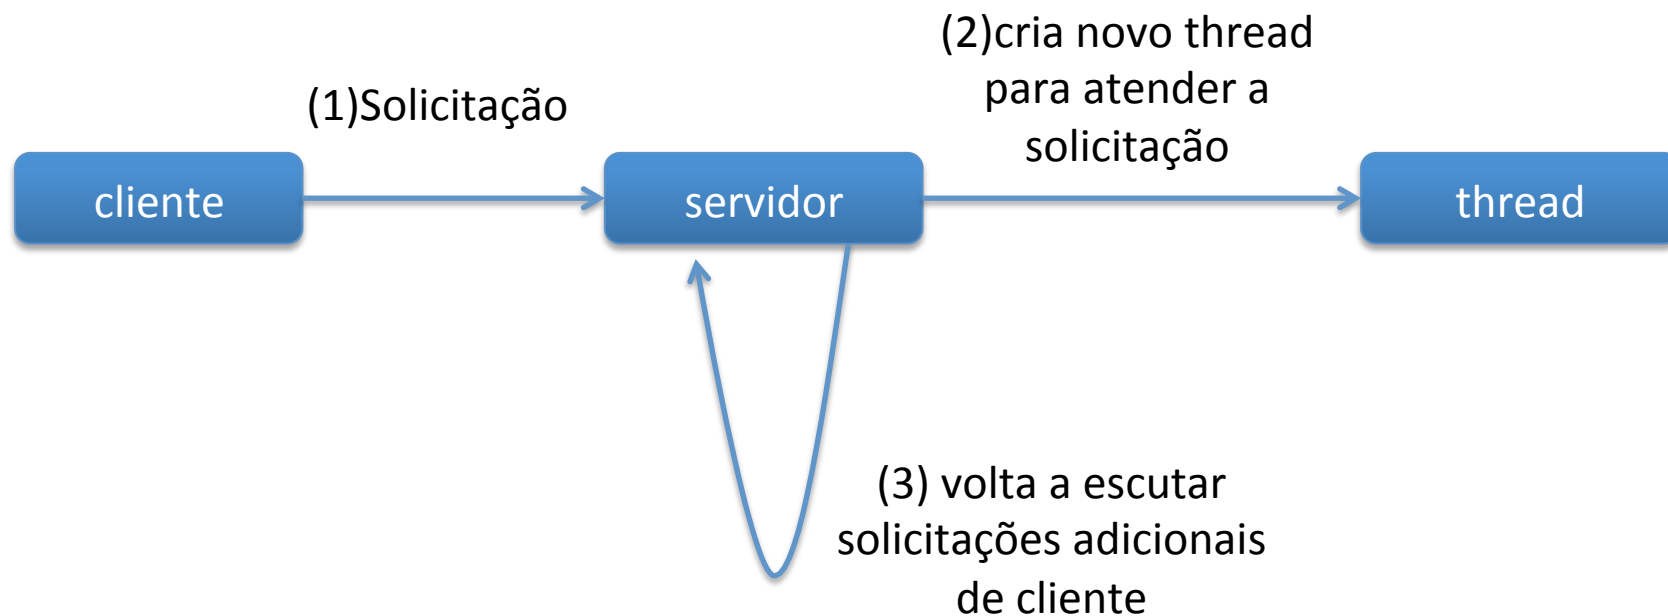 (1)Solicitação
(2)cria novo thread
para atender a
solicitação
cliente
servidor
thread
(3) volta a escutar
solicitações adicionais
de cliente